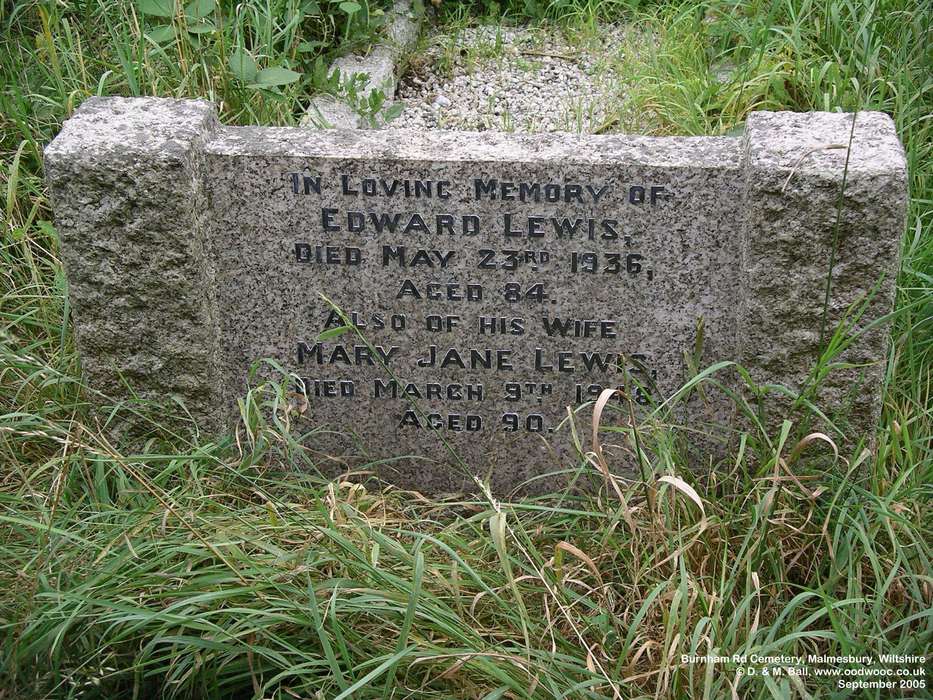 IN LOVING MEMORY OF
EDWARD LEWIS,
DIED MAY 23RD 1936,
AGED 84.
ALSO OF HIS WIFE
MARY JANE LEWIS,
DIED MARCH 9TH
AGED 90.
Burnham Rd Cemetery, Malmesbury, Wiltshire
© D. & M. Ball, www.oodwooc.co.uk
September 2005